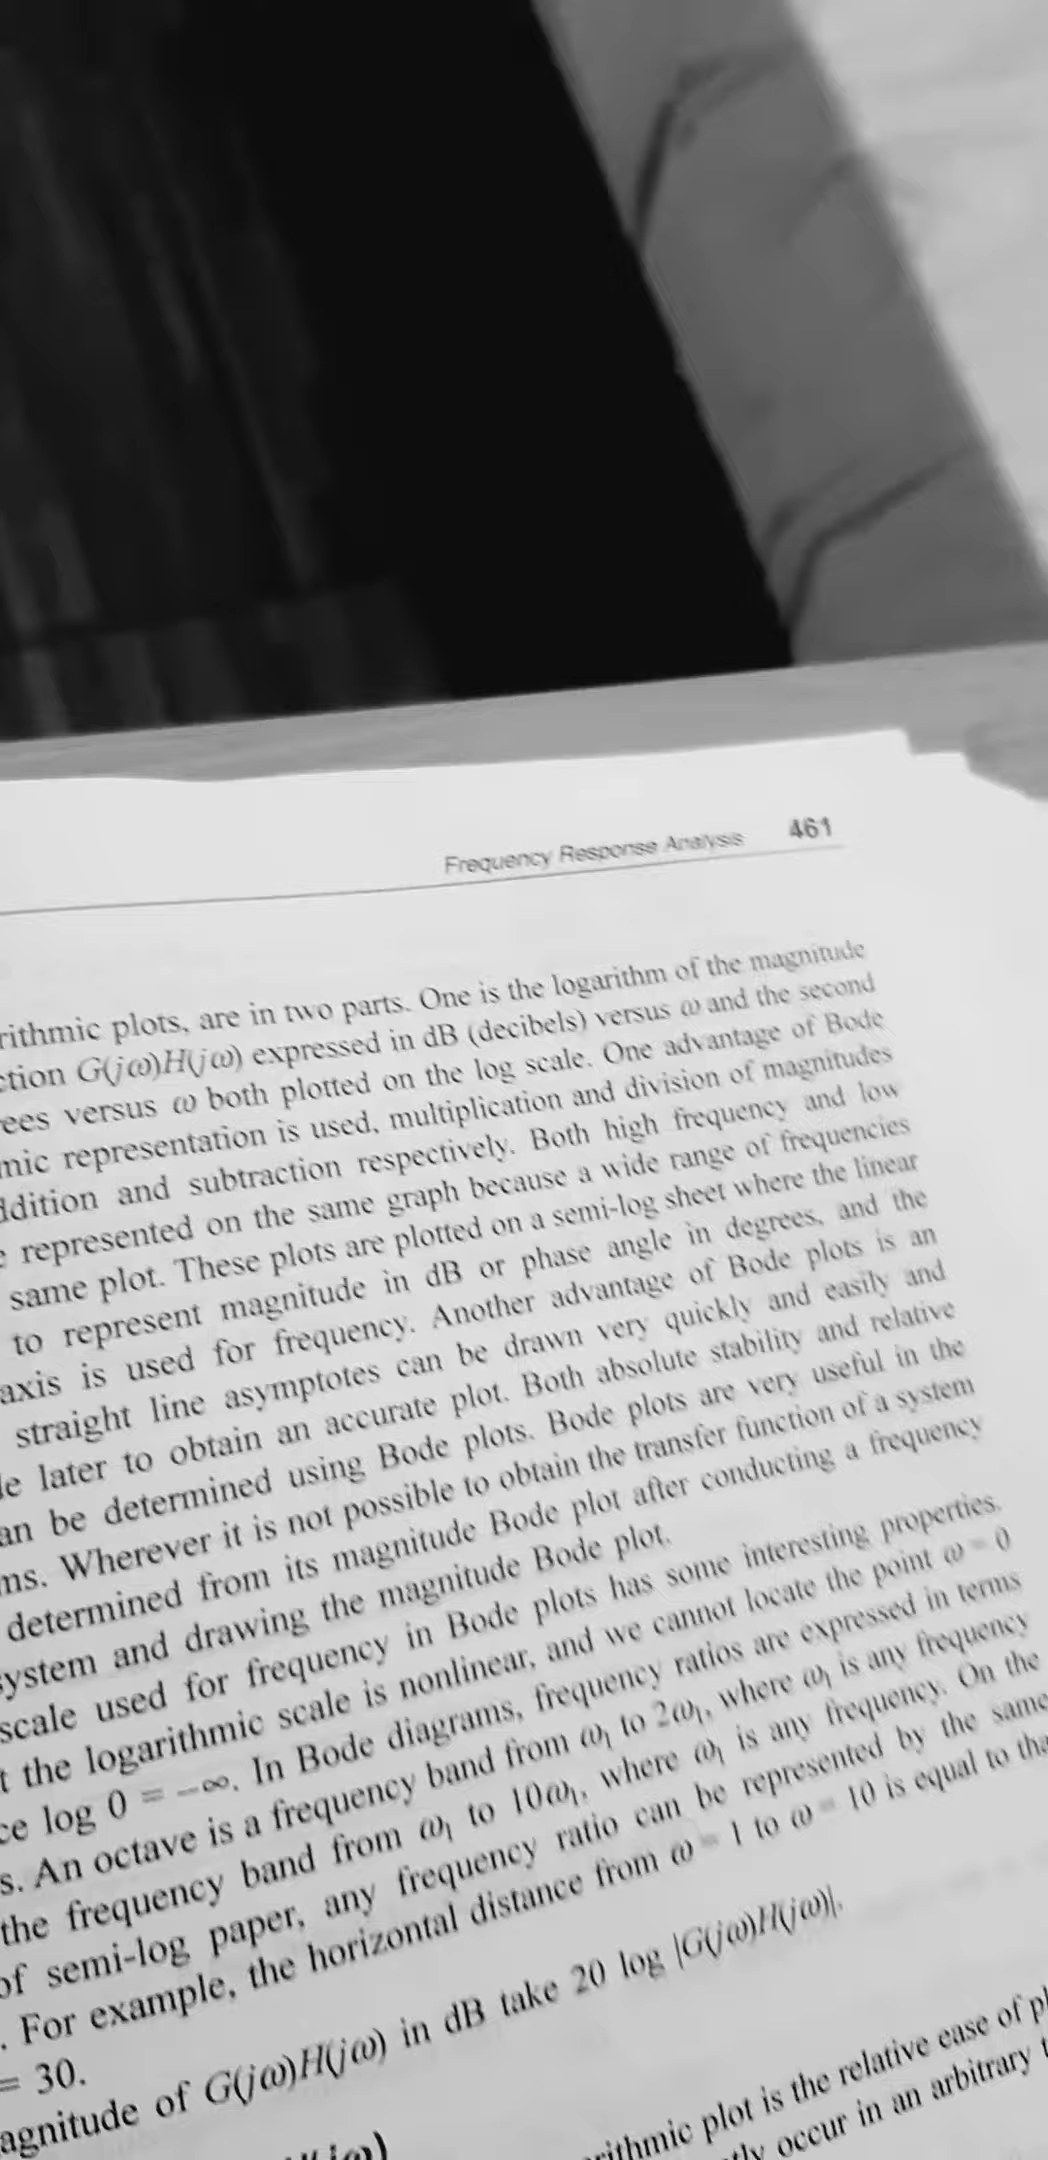 Frequency Response Analysis 461
rithmic plots, are in two parts. One is the logarithm of the magnitude
ction G(jω)H(jω) expressed in dB (decibels) versus ω and the second
rees versus ω both plotted on the log scale. One advantage of Bode
mic representation is used, multiplication and division of magnitudes
ddition and subtraction respectively. Both high frequency and low
e represented on the same graph because a wide range of frequencies
same plot. These plots are plotted on a semi-log sheet where the linear
to represent magnitude in dB or phase angle in degrees, and the
axis is used for frequency. Another advantage of Bode plots is an
straight line asymptotes can be drawn very quickly and easily and
le later to obtain an accurate plot. Both absolute stability and relative
an be determined using Bode plots. Bode plots are very useful in the
ms. Wherever it is not possible to obtain the transfer function of a system
determined from its magnitude Bode plot after conducting a frequency
system and drawing the magnitude Bode plot.
scale used for frequency in Bode plots has some interesting properties.
t the logarithmic scale is nonlinear, and we cannot locate the point ω = 0
ce log 0 = −∞. In Bode diagrams, frequency ratios are expressed in terms
s. An octave is a frequency band from ω₁ to 2ω₁, where ω₁ is any frequency
the frequency band from ω₁ to 10ω₁, where ω₁ is any frequency. On the
of semi-log paper, any frequency ratio can be represented by the same
. For example, the horizontal distance from ω = 1 to ω = 10 is equal to tha
= 30.
agnitude of G(jω)H(jω) in dB take 20 log |G(jω)H(jω)|.
rithmic plot is the relative ease of pl
tly occur in an arbitrary t